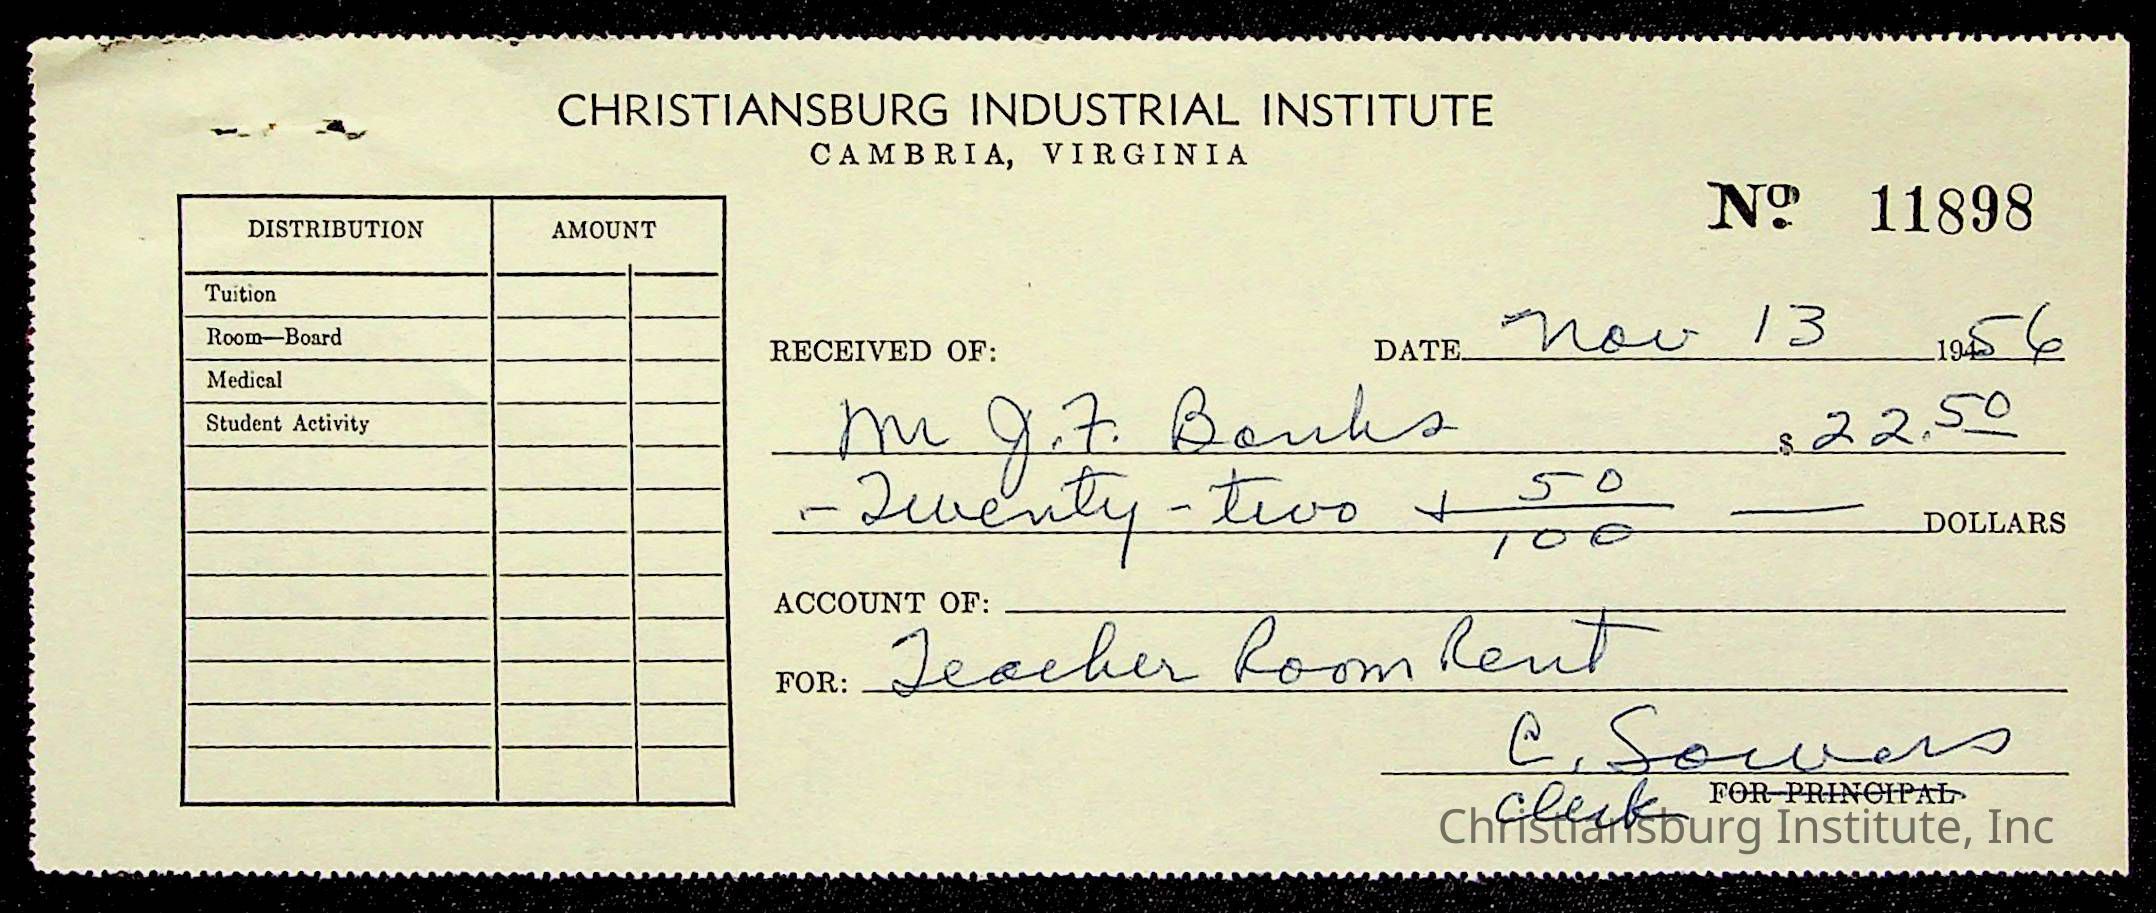 CHRISTIANSBURG INDUSTRIAL INSTITUTE
CAMBRIA, VIRGINIA
Nº 11898
DISTRIBUTION AMOUNT
Tuition
Room—Board
Medical
Student Activity
RECEIVED OF: DATE Nov 13 1956
Mr J.F. Banks $ 22.50
- Twenty-two + 50/100 — DOLLARS
ACCOUNT OF:
FOR: Teacher Room Rent
C. Sowers
clerk FOR PRINCIPAL
Christiansburg Institute, Inc